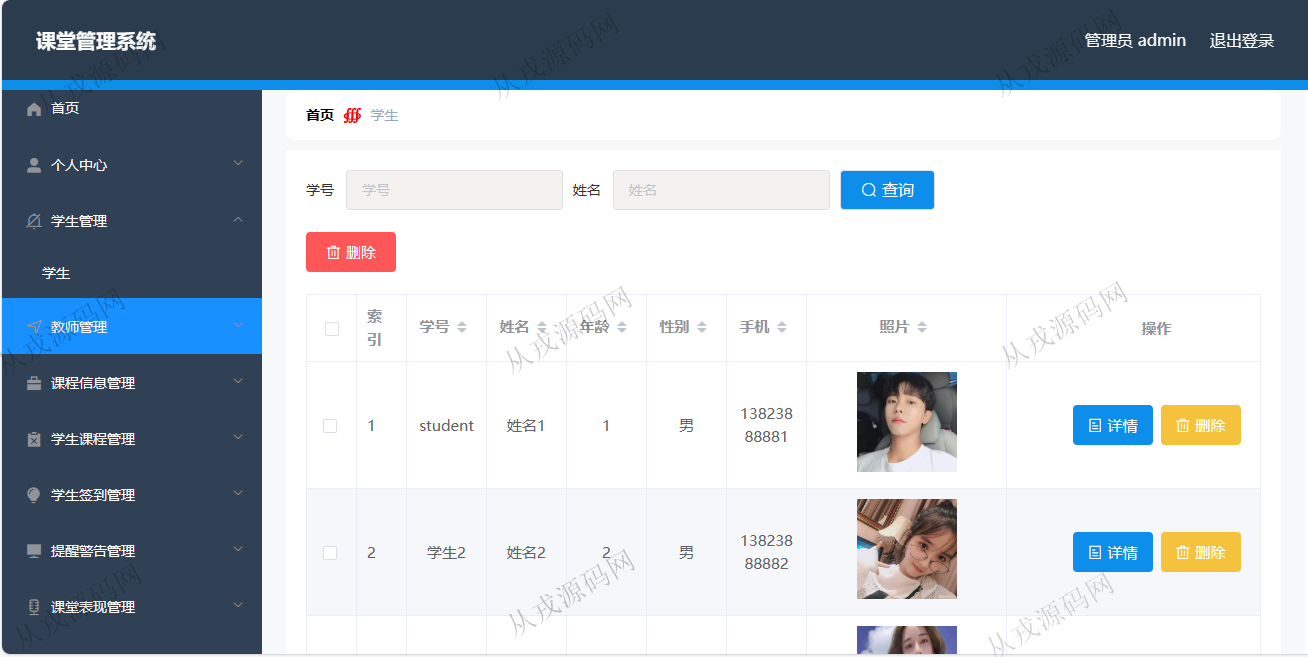 课堂管理系统
管理员 admin 退出登录
首页
个人中心
学生管理
学生
教师管理
课程信息管理
学生课程管理
学生签到管理
提醒警告管理
课堂表现管理
首页 ∰ 学生
学号 学号 姓名 姓名 查询
删除
索引 学号 姓名 年龄 性别 手机 照片 操作
1 student 姓名1 1 男 13823888881 详情 删除
2 学生2 姓名2 2 男 13823888882 详情 删除
从戎源码网
从戎源码网
从戎源码网
从戎源码网
从戎源码网
从戎源码网
从戎源码网
从戎源码网
从戎源码网